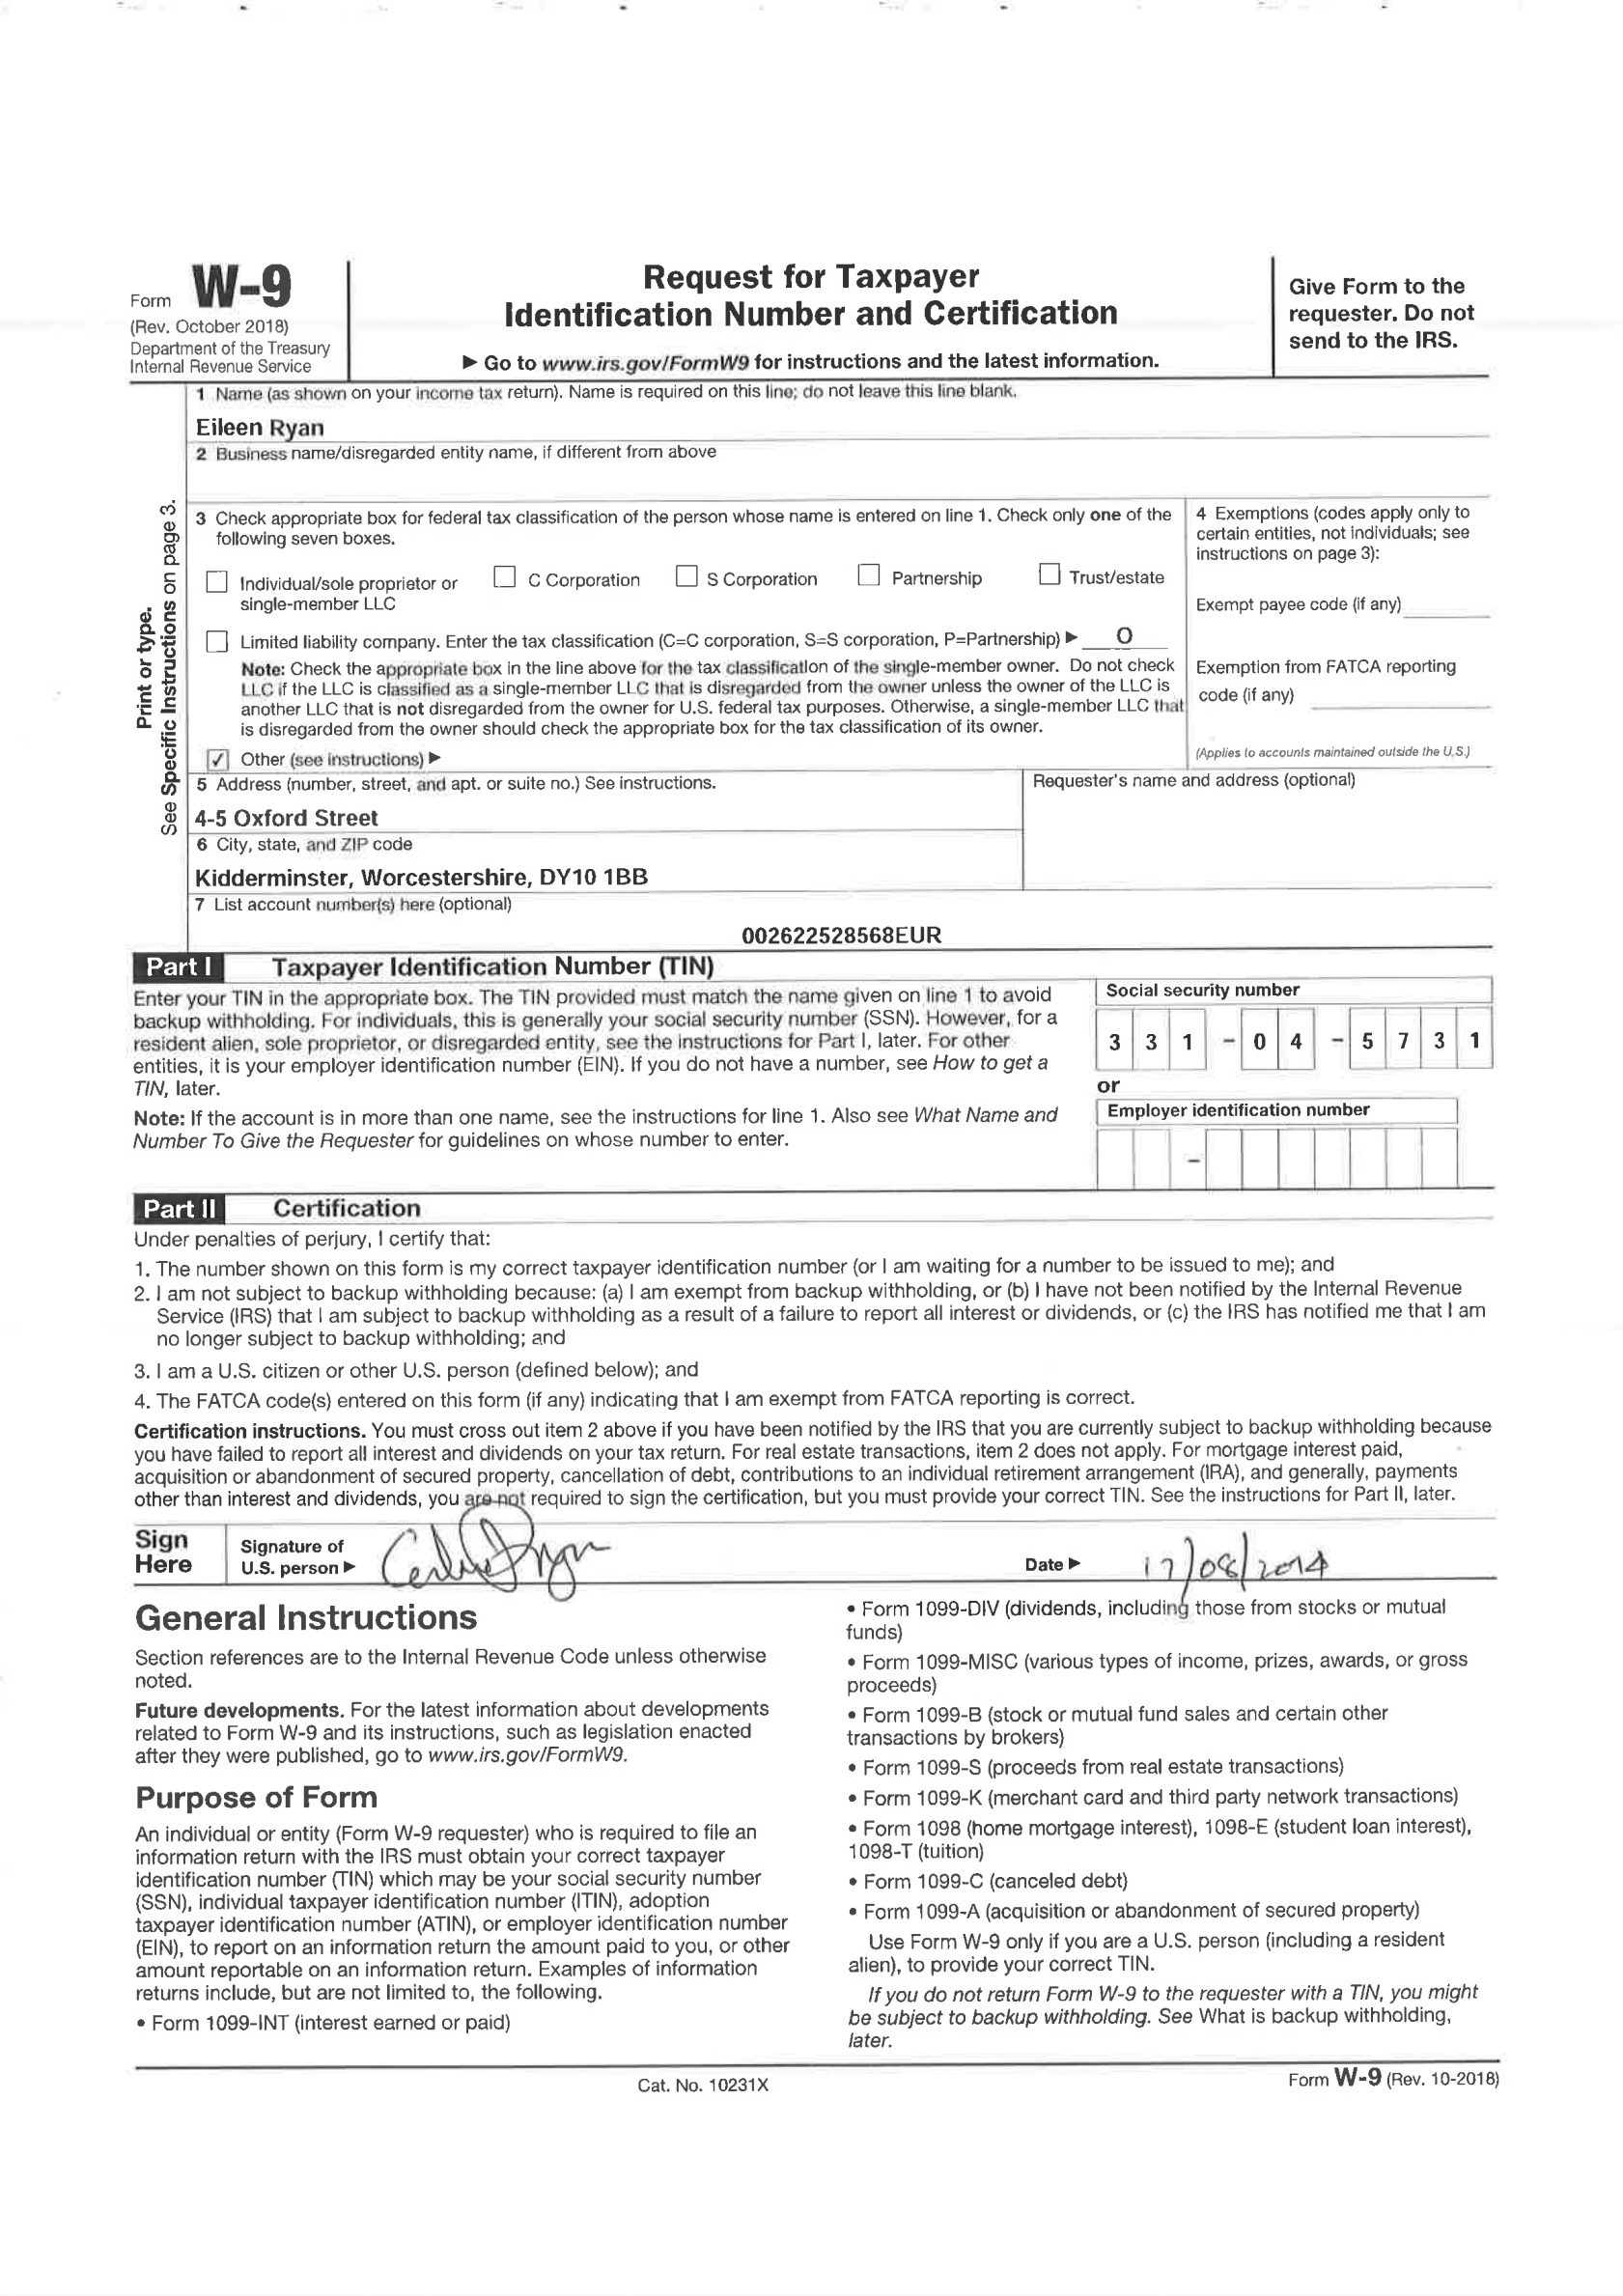 Form W-9
(Rev. October 2018)
Department of the Treasury
Internal Revenue Service
Request for Taxpayer
Identification Number and Certification
▶ Go to www.irs.gov/FormW9 for instructions and the latest information.
Give Form to the
requester. Do not
send to the IRS.
Print or type.
See Specific Instructions on page 3.
1 Name (as shown on your income tax return). Name is required on this line; do not leave this line blank.
Eileen Ryan
2 Business name/disregarded entity name, if different from above
3 Check appropriate box for federal tax classification of the person whose name is entered on line 1. Check only one of the
following seven boxes.
☐ Individual/sole proprietor or ☐ C Corporation ☐ S Corporation ☐ Partnership ☐ Trust/estate
single-member LLC
☐ Limited liability company. Enter the tax classification (C=C corporation, S=S corporation, P=Partnership) ▶ O
Note: Check the appropriate box in the line above for the tax classification of the single-member owner. Do not check
LLC if the LLC is classified as a single-member LLC that is disregarded from the owner unless the owner of the LLC is
another LLC that is not disregarded from the owner for U.S. federal tax purposes. Otherwise, a single-member LLC that
is disregarded from the owner should check the appropriate box for the tax classification of its owner.
☑ Other (see instructions) ▶
4 Exemptions (codes apply only to
certain entities, not individuals; see
instructions on page 3):
Exempt payee code (if any)
Exemption from FATCA reporting
code (if any)
(Applies to accounts maintained outside the U.S.)
5 Address (number, street, and apt. or suite no.) See instructions.
4-5 Oxford Street
6 City, state, and ZIP code
Kidderminster, Worcestershire, DY10 1BB
Requester's name and address (optional)
7 List account number(s) here (optional)
002622528568EUR
Part I Taxpayer Identification Number (TIN)
Enter your TIN in the appropriate box. The TIN provided must match the name given on line 1 to avoid
backup withholding. For individuals, this is generally your social security number (SSN). However, for a
resident alien, sole proprietor, or disregarded entity, see the instructions for Part I, later. For other
entities, it is your employer identification number (EIN). If you do not have a number, see How to get a
TIN, later.
Note: If the account is in more than one name, see the instructions for line 1. Also see What Name and
Number To Give the Requester for guidelines on whose number to enter.
Social security number
3 3 1 - 0 4 - 5 7 3 1
or
Employer identification number
-
Part II Certification
Under penalties of perjury, I certify that:
1. The number shown on this form is my correct taxpayer identification number (or I am waiting for a number to be issued to me); and
2. I am not subject to backup withholding because: (a) I am exempt from backup withholding, or (b) I have not been notified by the Internal Revenue
Service (IRS) that I am subject to backup withholding as a result of a failure to report all interest or dividends, or (c) the IRS has notified me that I am
no longer subject to backup withholding; and
3. I am a U.S. citizen or other U.S. person (defined below); and
4. The FATCA code(s) entered on this form (if any) indicating that I am exempt from FATCA reporting is correct.
Certification instructions. You must cross out item 2 above if you have been notified by the IRS that you are currently subject to backup withholding because
you have failed to report all interest and dividends on your tax return. For real estate transactions, item 2 does not apply. For mortgage interest paid,
acquisition or abandonment of secured property, cancellation of debt, contributions to an individual retirement arrangement (IRA), and generally, payments
other than interest and dividends, you are not required to sign the certification, but you must provide your correct TIN. See the instructions for Part II, later.
Sign
Here
Signature of
U.S. person ▶
Date ▶ 17/08/2014
General Instructions
Section references are to the Internal Revenue Code unless otherwise
noted.
Future developments. For the latest information about developments
related to Form W-9 and its instructions, such as legislation enacted
after they were published, go to www.irs.gov/FormW9.
Purpose of Form
An individual or entity (Form W-9 requester) who is required to file an
information return with the IRS must obtain your correct taxpayer
identification number (TIN) which may be your social security number
(SSN), individual taxpayer identification number (ITIN), adoption
taxpayer identification number (ATIN), or employer identification number
(EIN), to report on an information return the amount paid to you, or other
amount reportable on an information return. Examples of information
returns include, but are not limited to, the following.
• Form 1099-INT (interest earned or paid)
• Form 1099-DIV (dividends, including those from stocks or mutual
funds)
• Form 1099-MISC (various types of income, prizes, awards, or gross
proceeds)
• Form 1099-B (stock or mutual fund sales and certain other
transactions by brokers)
• Form 1099-S (proceeds from real estate transactions)
• Form 1099-K (merchant card and third party network transactions)
• Form 1098 (home mortgage interest), 1098-E (student loan interest),
1098-T (tuition)
• Form 1099-C (canceled debt)
• Form 1099-A (acquisition or abandonment of secured property)
Use Form W-9 only if you are a U.S. person (including a resident
alien), to provide your correct TIN.
If you do not return Form W-9 to the requester with a TIN, you might
be subject to backup withholding. See What is backup withholding,
later.
Cat. No. 10231X
Form W-9 (Rev. 10-2018)